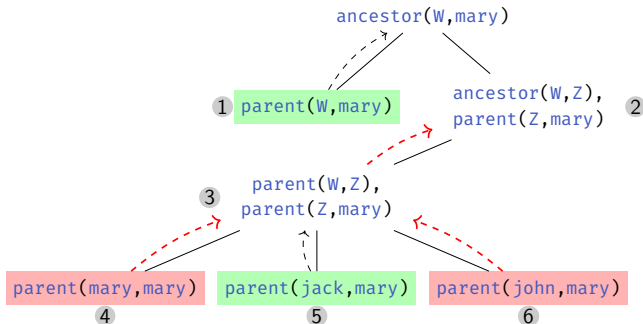 ancestor(W,mary)
1 parent(W,mary)
ancestor(W,Z),
parent(Z,mary)
2
3
parent(W,Z),
parent(Z,mary)
parent(mary,mary)
parent(jack,mary)
parent(john,mary)
4
5
6